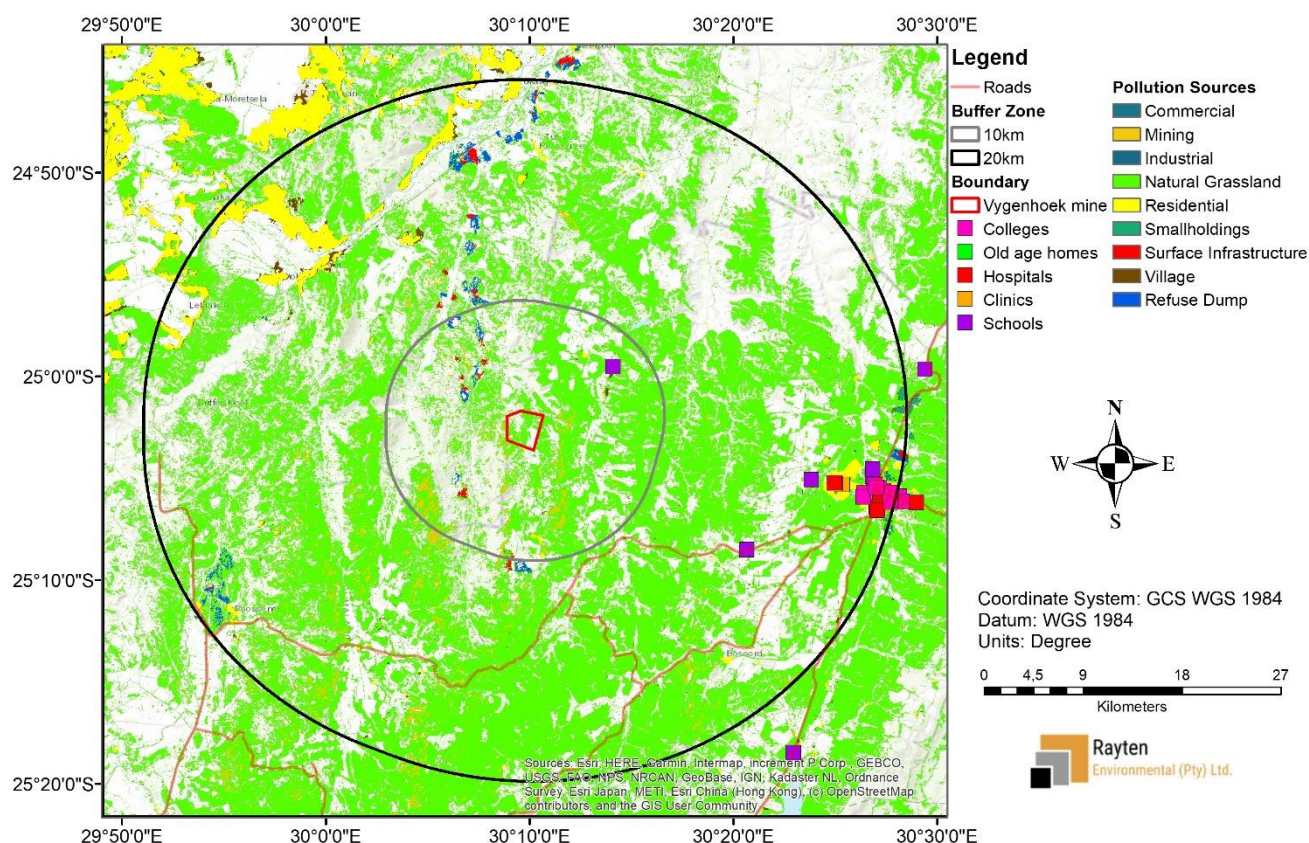 29°50'0"E
30°0'0"E
30°10'0"E
30°20'0"E
30°30'0"E
24°50'0"S
25°0'0"S
25°10'0"S
25°20'0"S
Legend
Roads
Buffer Zone
10km
20km
Boundary
Vygenhoek mine
Colleges
Old age homes
Hospitals
Clinics
Schools
Pollution Sources
Commercial
Mining
Industrial
Natural Grassland
Residential
Smallholdings
Surface Infrastructure
Village
Refuse Dump
N
W
E
S
Coordinate System: GCS WGS 1984
Datum: WGS 1984
Units: Degree
0
4,5
9
18
27
Kilometers
Rayten
Environmental (Pty) Ltd.
Sources: Esri, HERE, Garmin, Intermap, increment P Corp., GEBCO,
USGS, FAO, NPS, NRCAN, GeoBase, IGN, Kadaster NL, Ordnance
Survey, Esri Japan, METI, Esri China (Hong Kong), (c) OpenStreetMap
contributors, and the GIS User Community
29°50'0"E
30°0'0"E
30°10'0"E
30°20'0"E
30°30'0"E